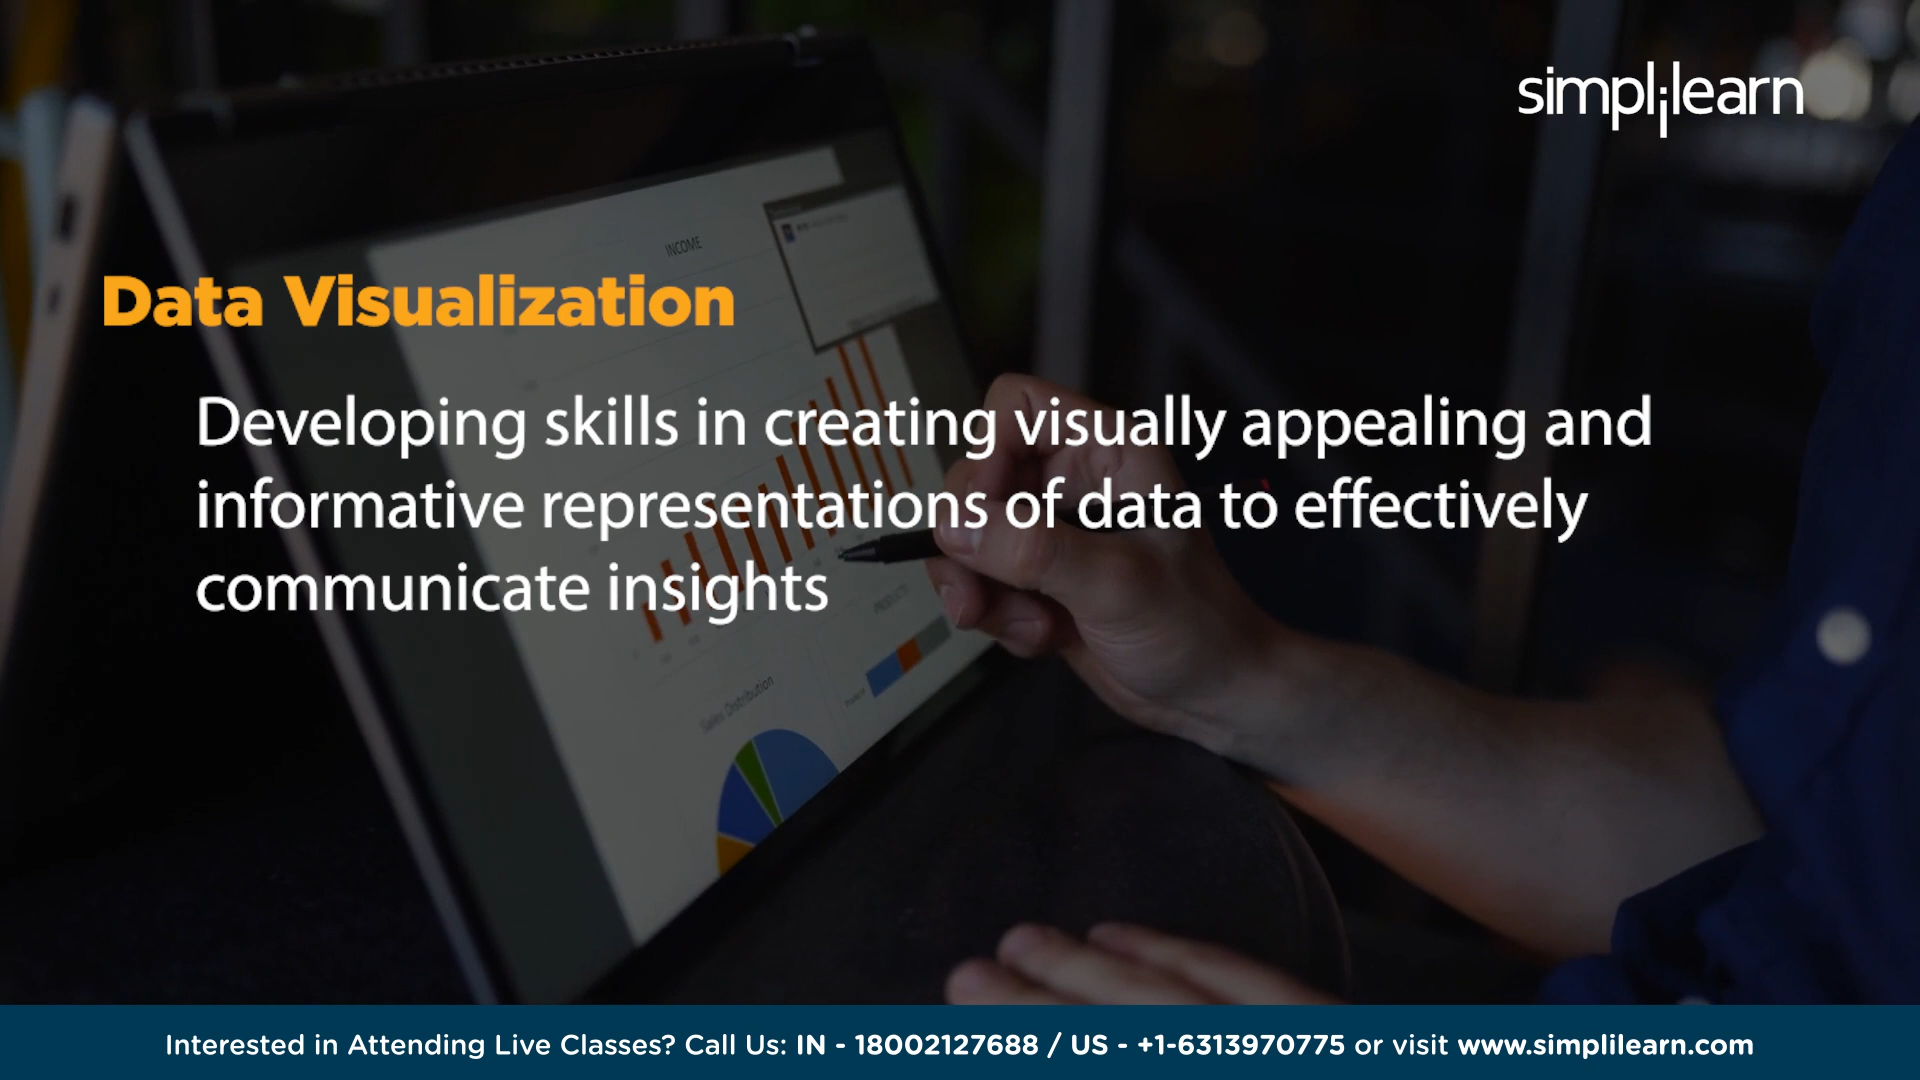 simplilearn
INCOME
Data Visualization
Developing skills in creating visually appealing and
informative representations of data to effectively
communicate insights
Sales Distribution
Interested in Attending Live Classes? Call Us: IN - 18002127688 / US - +1-6313970775 or visit www.simplilearn.com